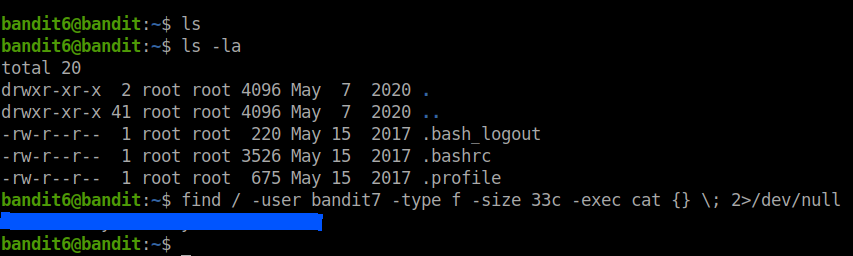 bandit6@bandit:~$ ls
bandit6@bandit:~$ ls -la
total 20
drwxr-xr-x  2 root root 4096 May  7  2020 .
drwxr-xr-x 41 root root 4096 May  7  2020 ..
-rw-r--r--  1 root root  220 May 15  2017 .bash_logout
-rw-r--r--  1 root root 3526 May 15  2017 .bashrc
-rw-r--r--  1 root root  675 May 15  2017 .profile
bandit6@bandit:~$ find / -user bandit7 -type f -size 33c -exec cat {} \; 2>/dev/null
bandit6@bandit:~$